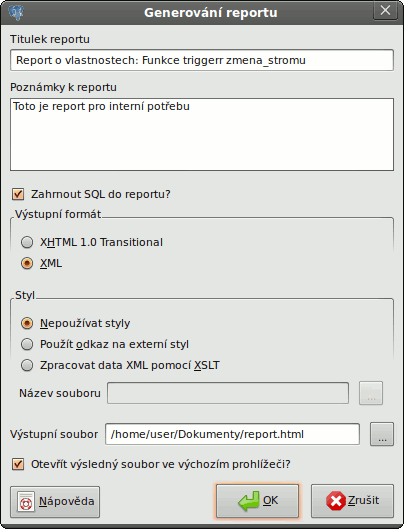 Generování reportu
Titulek reportu
Report o vlastnostech: Funkce triggerr zmena_stromu
Poznámky k reportu
Toto je report pro interní potřebu
Zahrnout SQL do reportu?
Výstupní formát
XHTML 1.0 Transitional
XML
Styl
Nepoužívat styly
Použít odkaz na externí styl
Zpracovat data XML pomocí XSLT
Název souboru
...
Výstupní soubor /home/user/Dokumenty/report.html ...
Otevřít výsledný soubor ve výchozím prohlížeči?
Nápověda OK Zrušit